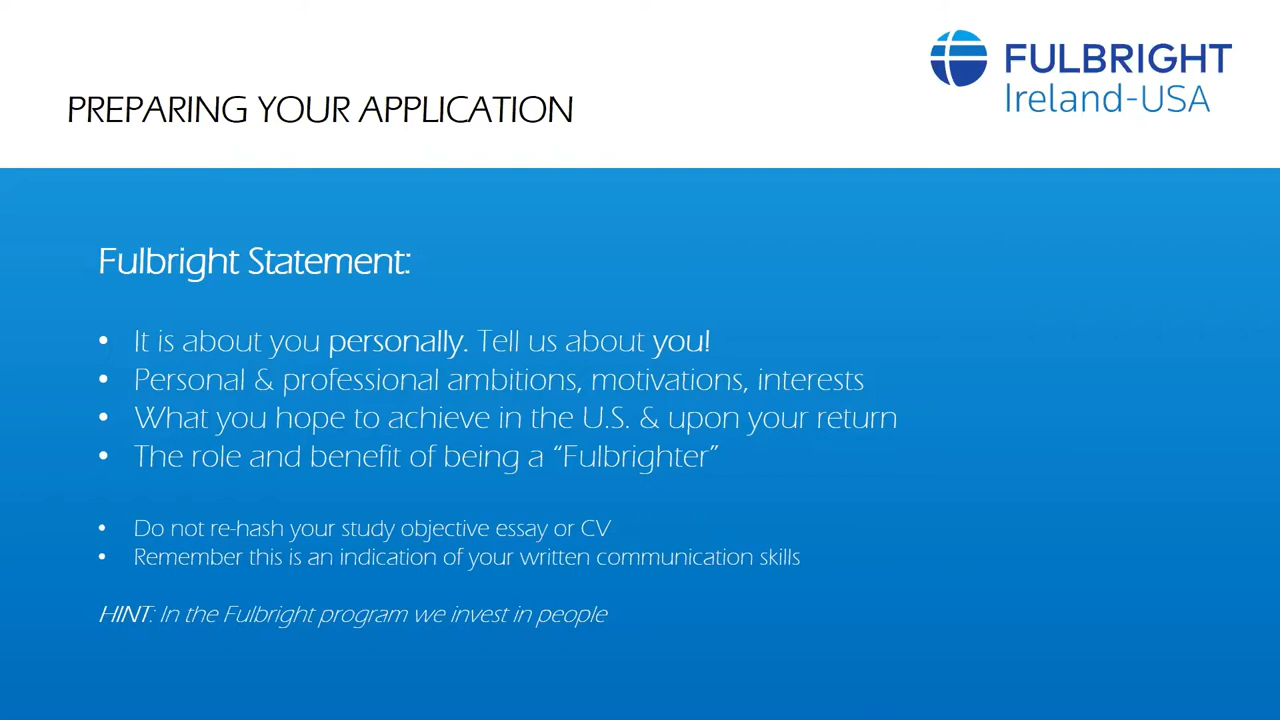 FULBRIGHT
Ireland-USA
PREPARING YOUR APPLICATION
Fulbright Statement:
• It is about you personally. Tell us about you!
• Personal & professional ambitions, motivations, interests
• What you hope to achieve in the U.S. & upon your return
• The role and benefit of being a “Fulbrighter”
• Do not re-hash your study objective essay or CV
• Remember this is an indication of your written communication skills
HINT: In the Fulbright program we invest in people